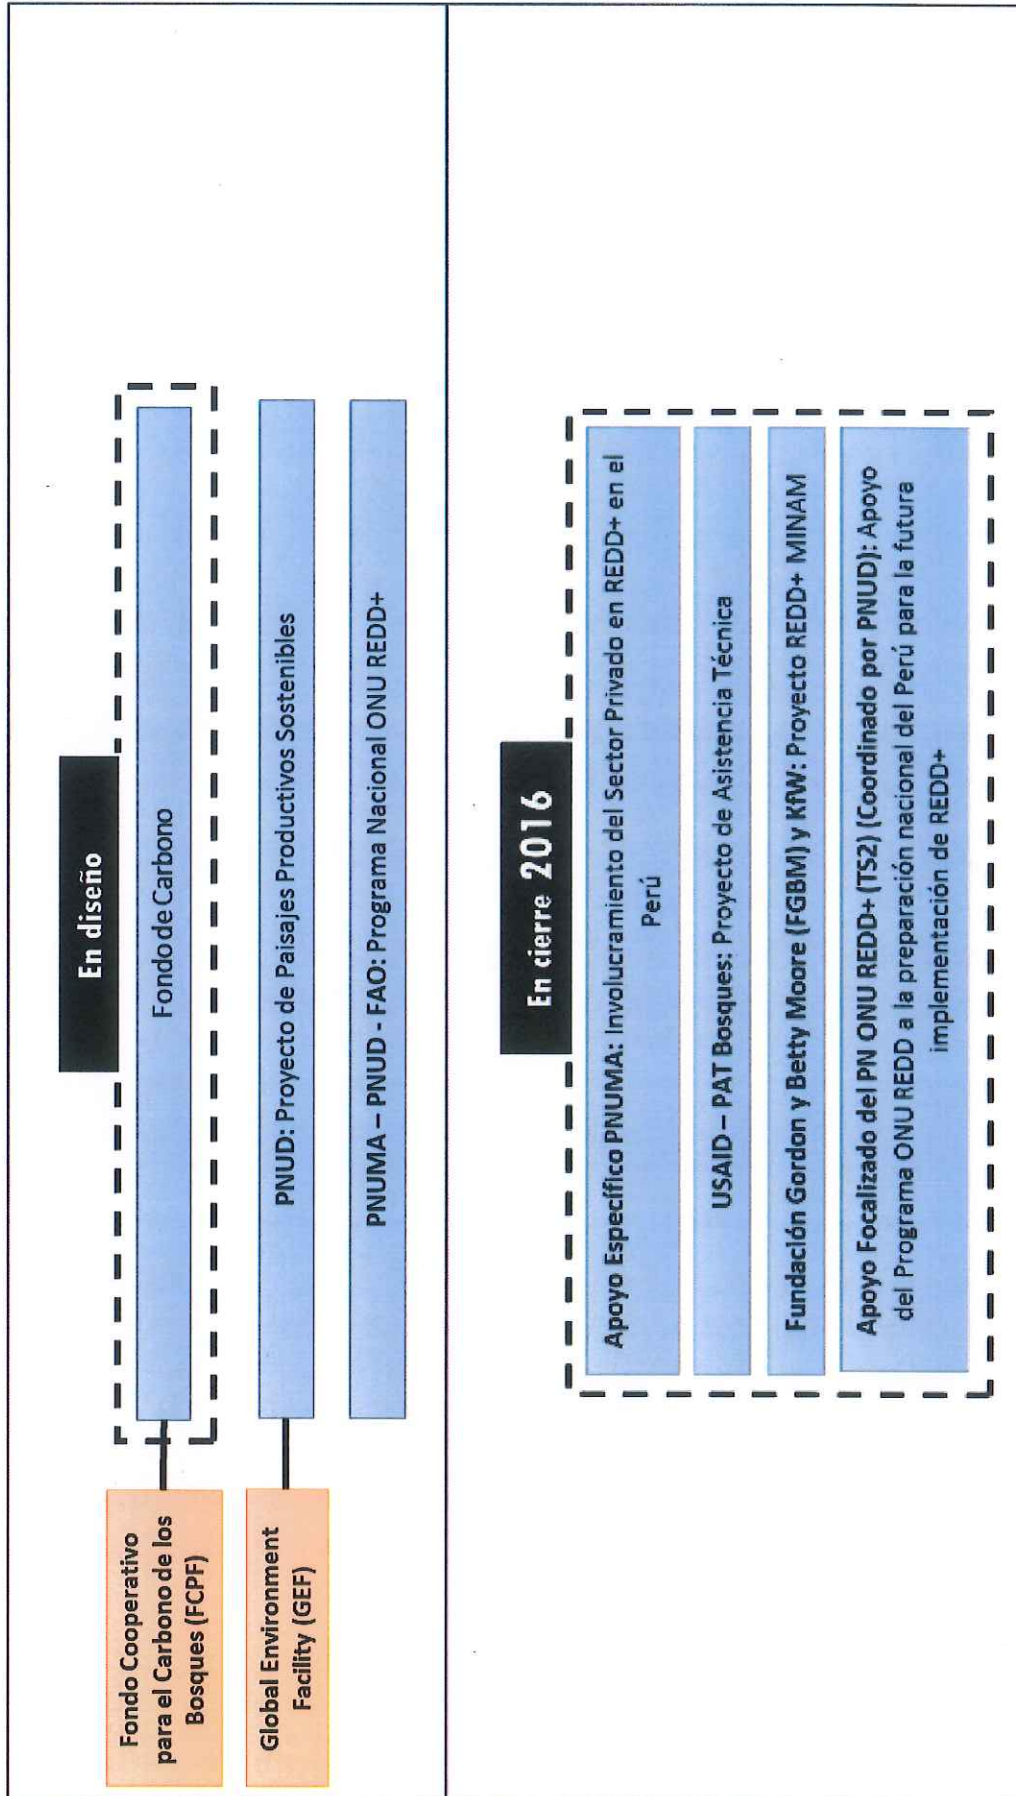 En diseño
Fondo Cooperativo
para el Carbono de los
Bosques (FCPF)
Fondo de Carbono
Global Environment
Facility (GEF)
PNUD: Proyecto de Paisajes Productivos Sostenibles
PNUMA – PNUD - FAO: Programa Nacional ONU REDD+
En cierre 2016
Apoyo Específico PNUMA: Involucramiento del Sector Privado en REDD+ en el
Perú
USAID – PAT Bosques: Proyecto de Asistencia Técnica
Fundación Gordon y Betty Moore (FGBM) y KfW: Proyecto REDD+ MINAM
Apoyo Focalizado del PN ONU REDD+ (TS2) (Coordinado por PNUD): Apoyo
del Programa ONU REDD a la preparación nacional del Perú para la futura
implementación de REDD+